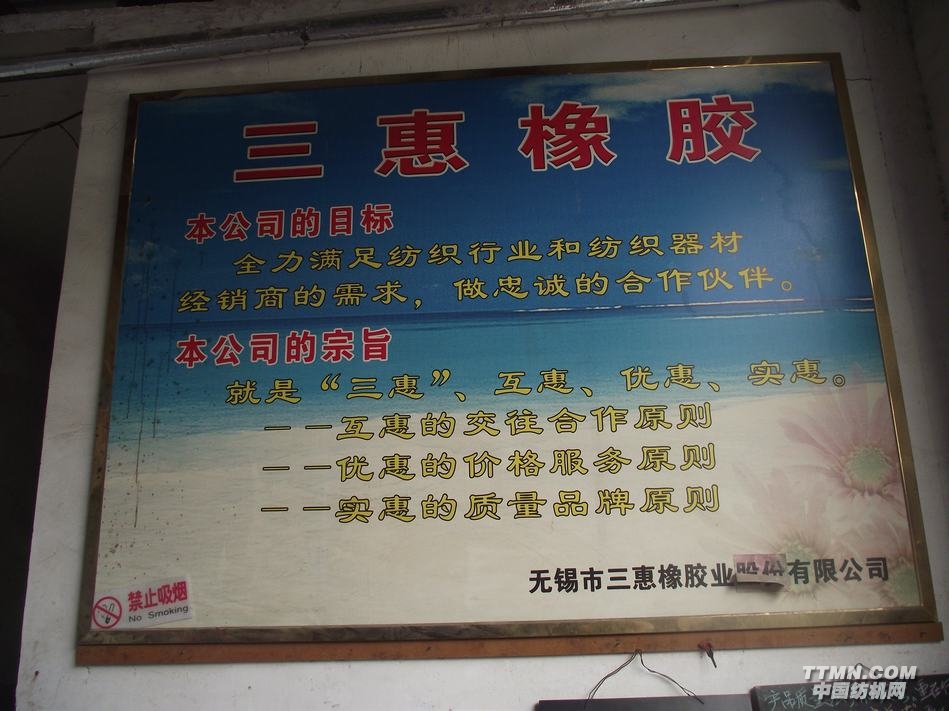 三惠橡胶
本公司的目标
全力满足纺织行业和纺织器材
经销商的需求，做忠诚的合作伙伴。
本公司的宗旨
就是“三惠”、互惠、优惠、实惠。
——互惠的交往合作原则
——优惠的价格服务原则
——实惠的质量品牌原则
无锡市三惠橡胶业股份有限公司
禁止吸烟
No Smoking
TTMN.COM
中国纺机网